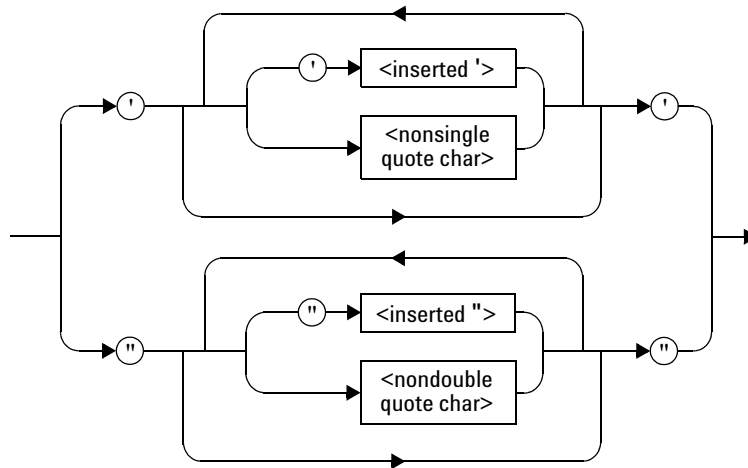 ' <inserted '>
' '
<nonsingle
quote char>
" <inserted ">
" "
<nondouble
quote char>